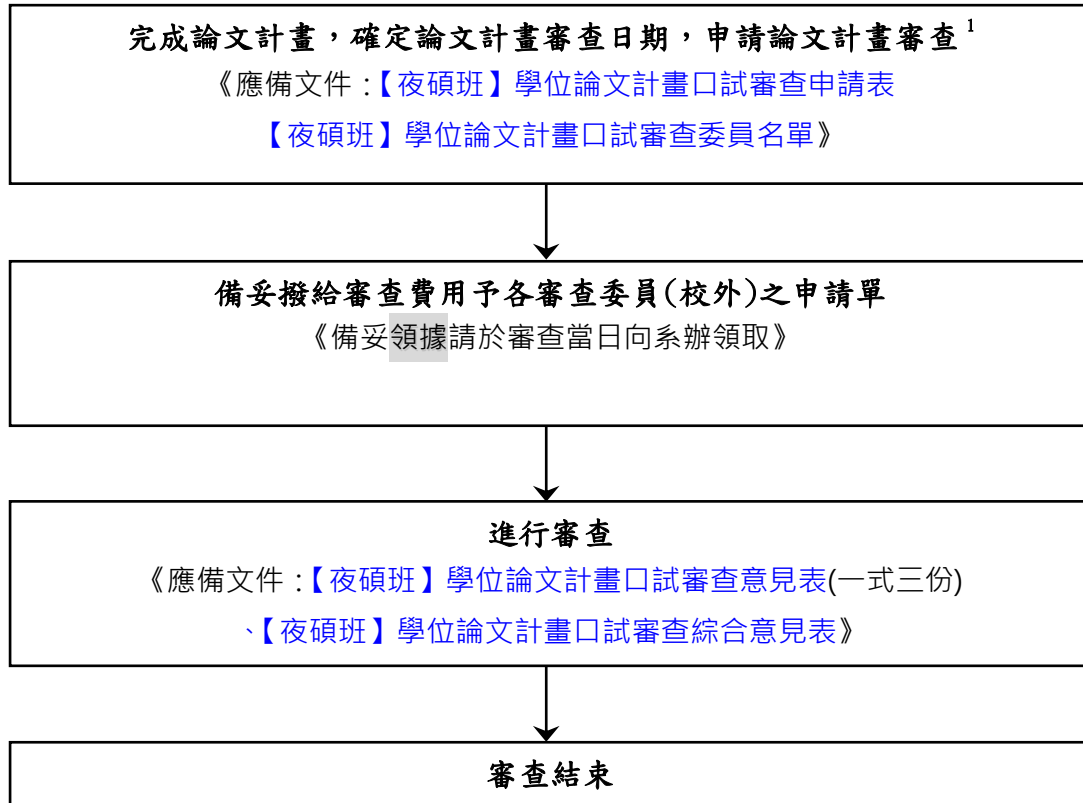 完成論文計畫，確定論文計畫審查日期，申請論文計畫審查1
《應備文件：【夜碩班】學位論文計畫口試審查申請表
【夜碩班】學位論文計畫口試審查委員名單》
備妥撥給審查費用予各審查委員(校外)之申請單
《備妥領據請於審查當日向系辦領取》
進行審查
《應備文件：【夜碩班】學位論文計畫口試審查意見表(一式三份)
、【夜碩班】學位論文計畫口試審查綜合意見表》
審查結束